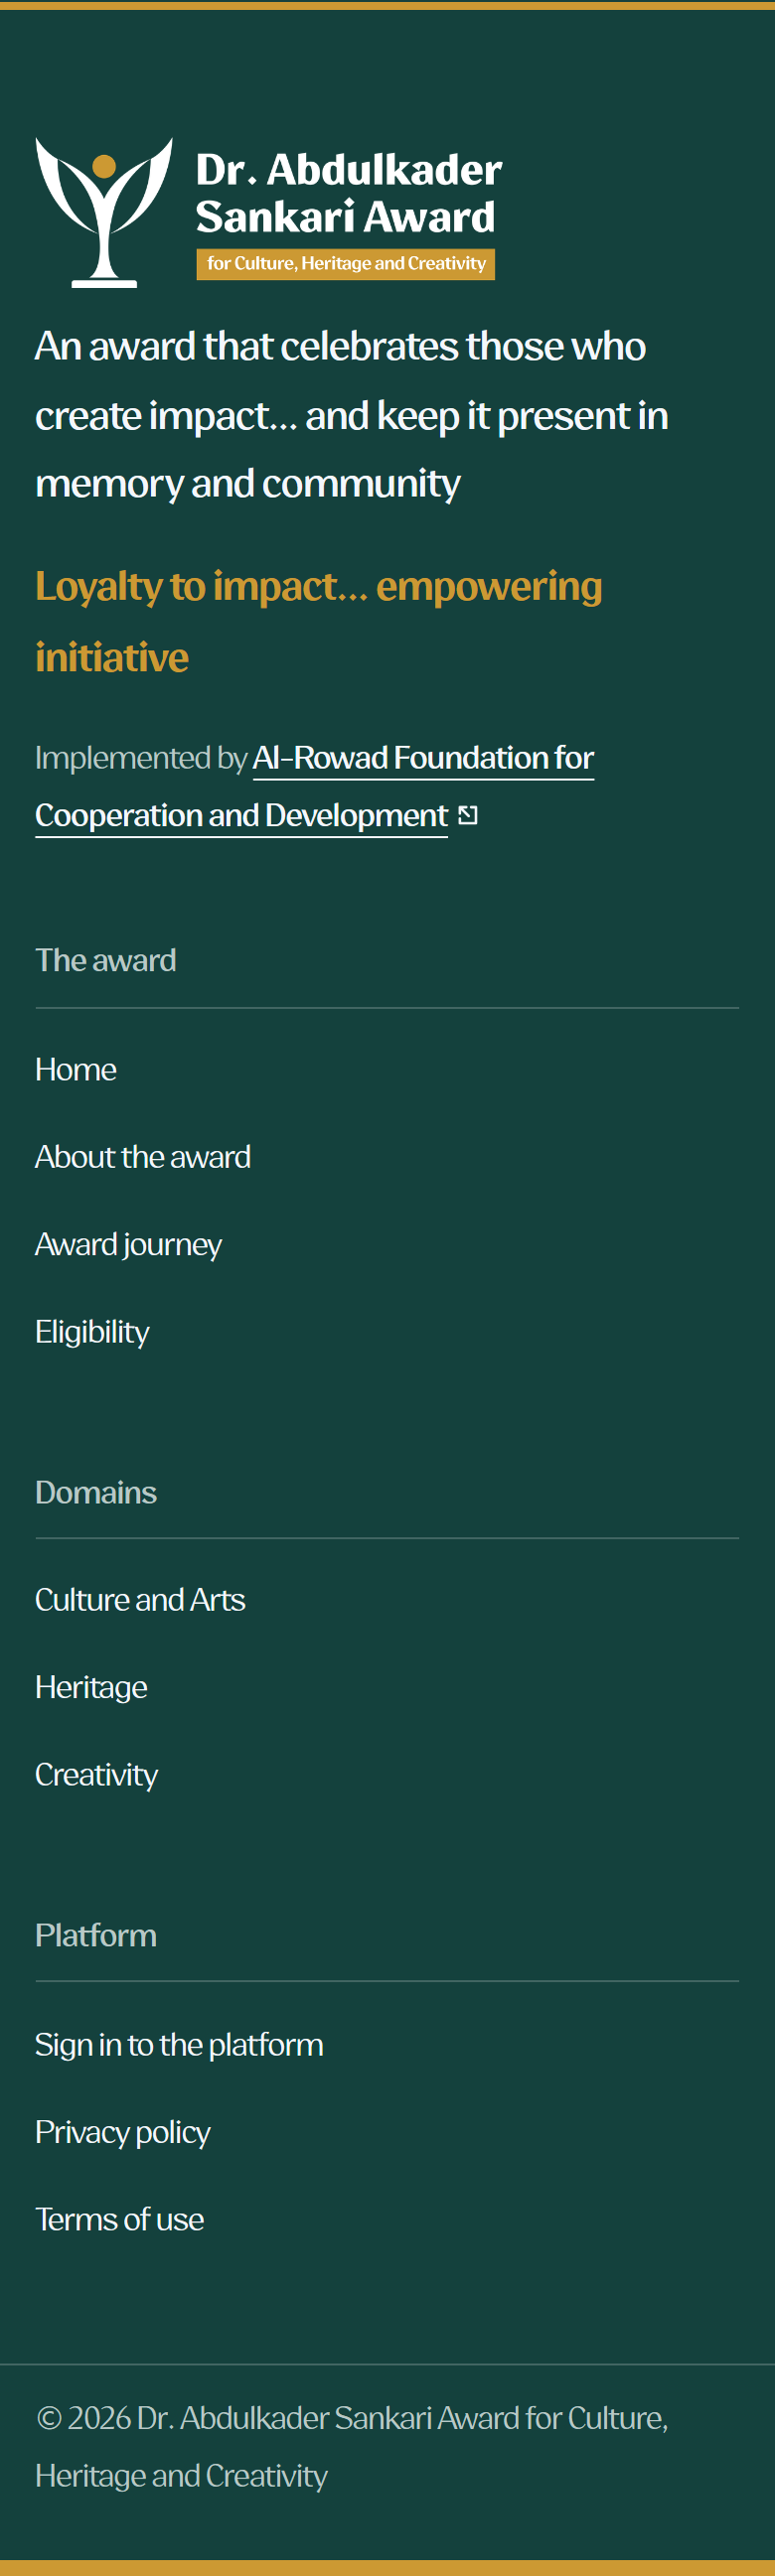 Dr. Abdulkader
Sankari Award
for Culture, Heritage and Creativity
An award that celebrates those who
create impact... and keep it present in
memory and community
Loyalty to impact... empowering
initiative
Implemented by Al-Rowad Foundation for
Cooperation and Development
The award
Home
About the award
Award journey
Eligibility
Domains
Culture and Arts
Heritage
Creativity
Platform
Sign in to the platform
Privacy policy
Terms of use
© 2026 Dr. Abdulkader Sankari Award for Culture,
Heritage and Creativity